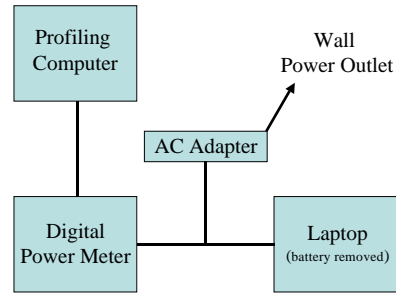 Profiling
Computer
Wall
Power Outlet
AC Adapter
Digital
Power Meter
Laptop
(battery removed)